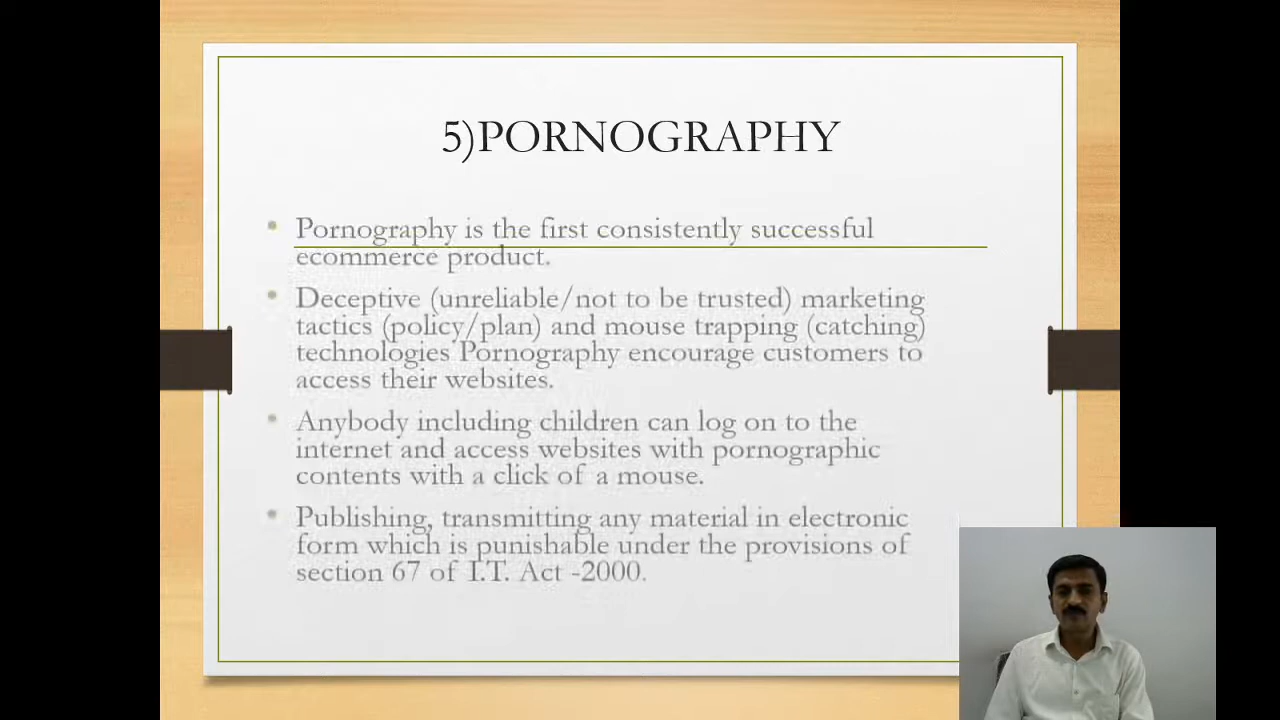 5)PORNOGRAPHY
Pornography is the first consistently successful
ecommerce product.
Deceptive (unreliable/not to be trusted) marketing
tactics (policy/plan) and mouse trapping (catching)
technologies Pornography encourage customers to
access their websites.
Anybody including children can log on to the
internet and access websites with pornographic
contents with a click of a mouse.
Publishing, transmitting any material in electronic
form which is punishable under the provisions of
section 67 of I.T. Act -2000.